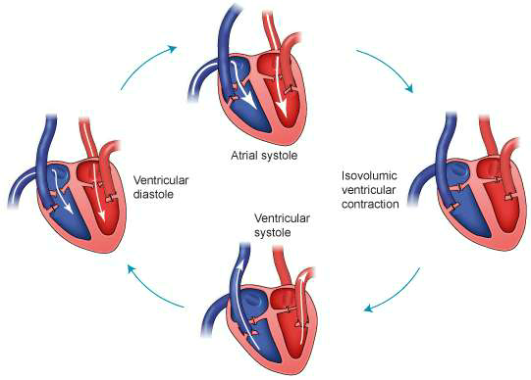 Atrial systole
Isovolumic
ventricular
contraction
Ventricular
systole
Ventricular
diastole